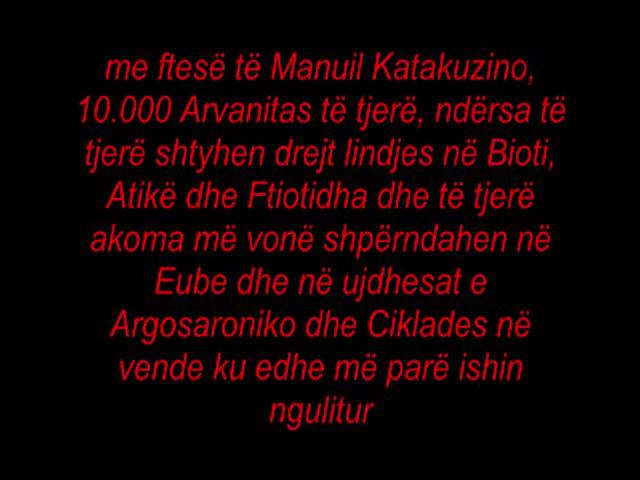 me ftesë të Manuil Katakuzino,
10.000 Arvanitas të tjerë, ndërsa të
tjerë shtyhen drejt lindjes në Bioti,
Atikë dhe Ftiotidha dhe të tjerë
akoma më vonë shpërndahen në
Eube dhe në ujdhesat e
Argosaroniko dhe Ciklades në
vende ku edhe më parë ishin
ngulitur